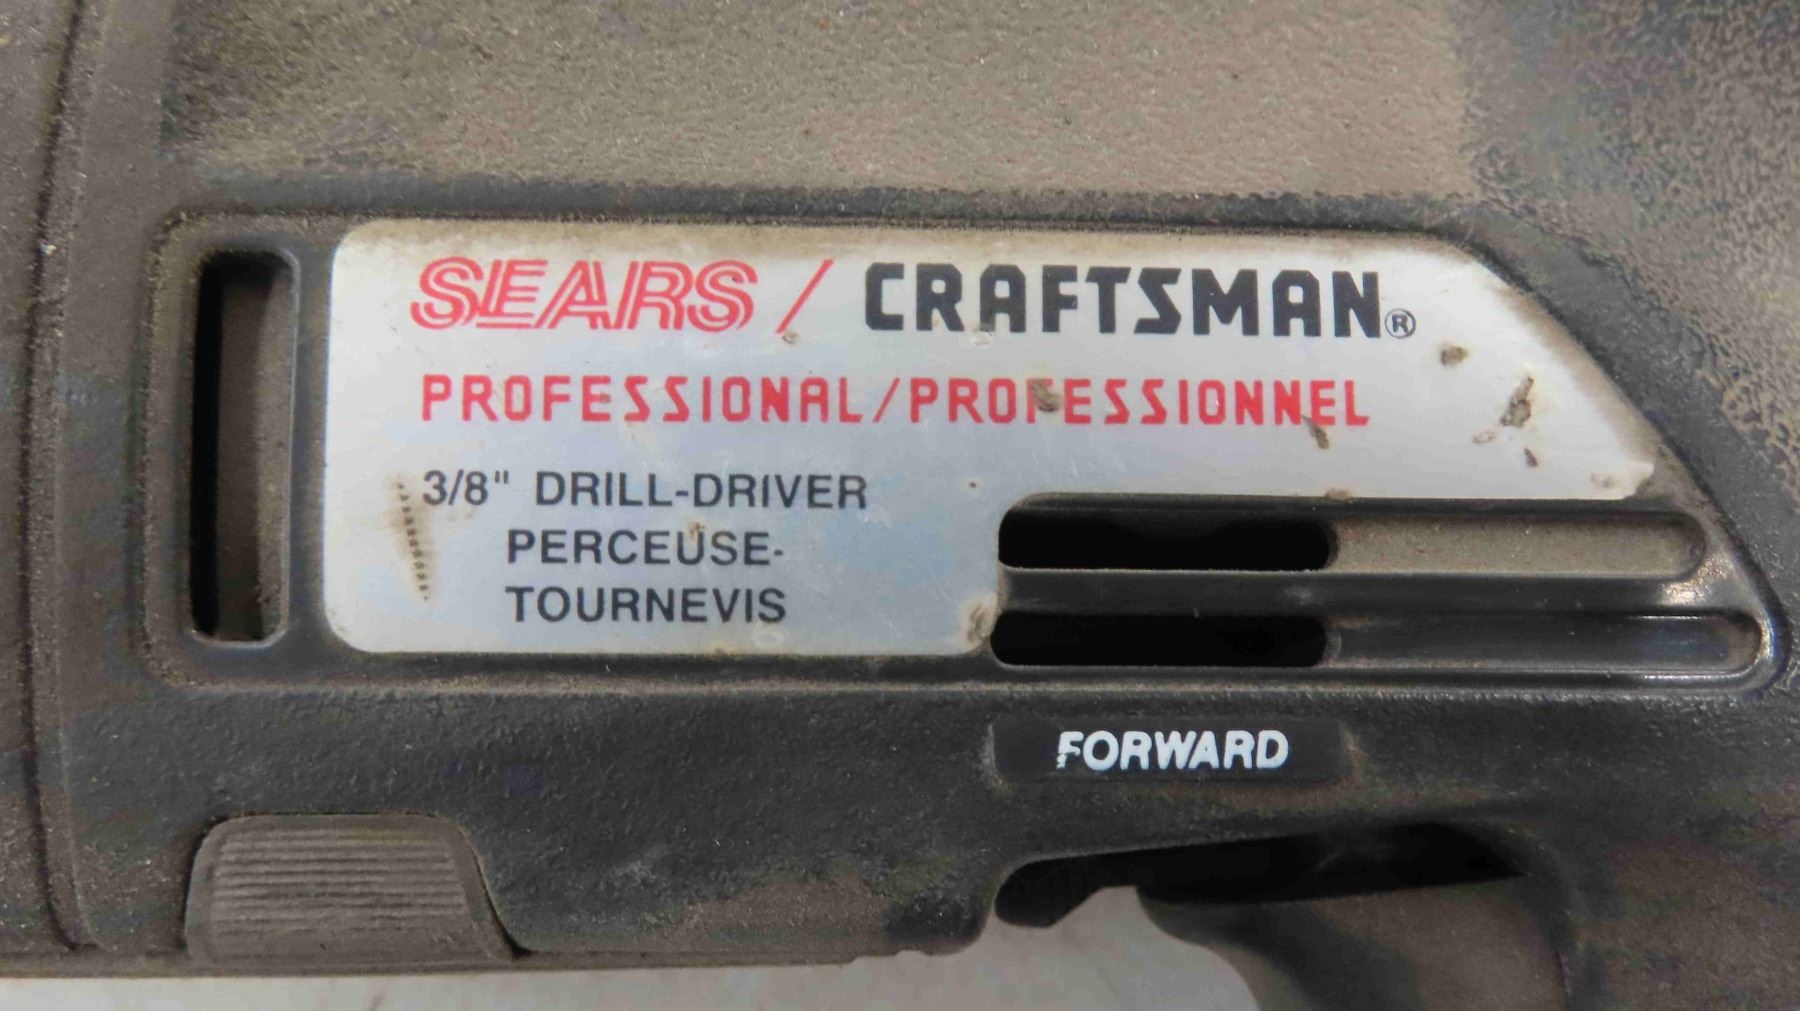 SEARS / CRAFTSMAN®
PROFESSIONAL/PROFESSIONNEL
3/8" DRILL-DRIVER
PERCEUSE-
TOURNEVIS
FORWARD